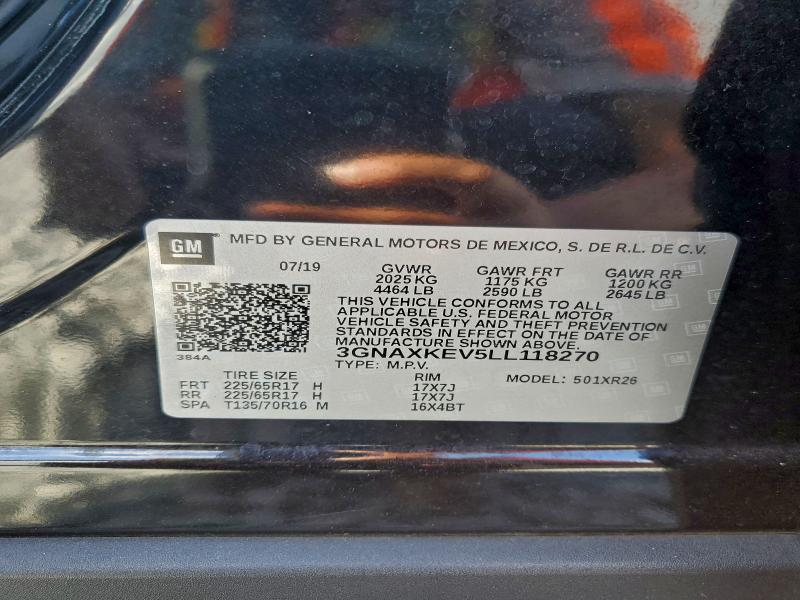 GM MFD BY GENERAL MOTORS DE MEXICO, S. DE R.L. DE C.V.
07/19 GVWR GAWR FRT GAWR RR
2025 KG 1175 KG 1200 KG
4464 LB 2590 LB 2645 LB
THIS VEHICLE CONFORMS TO ALL
APPLICABLE U.S. FEDERAL MOTOR
VEHICLE SAFETY AND THEFT PREVENTION
STANDARDS IN EFFECT ON THE DATE OF
MANUFACTURE SHOWN ABOVE.
384A 3GNAXKEV5LL118270
TYPE: M.P.V.
TIRE SIZE RIM MODEL: 501XR26
FRT 225/65R17 H 17X7J
RR 225/65R17 H 17X7J
SPA T135/70R16 M 16X4BT